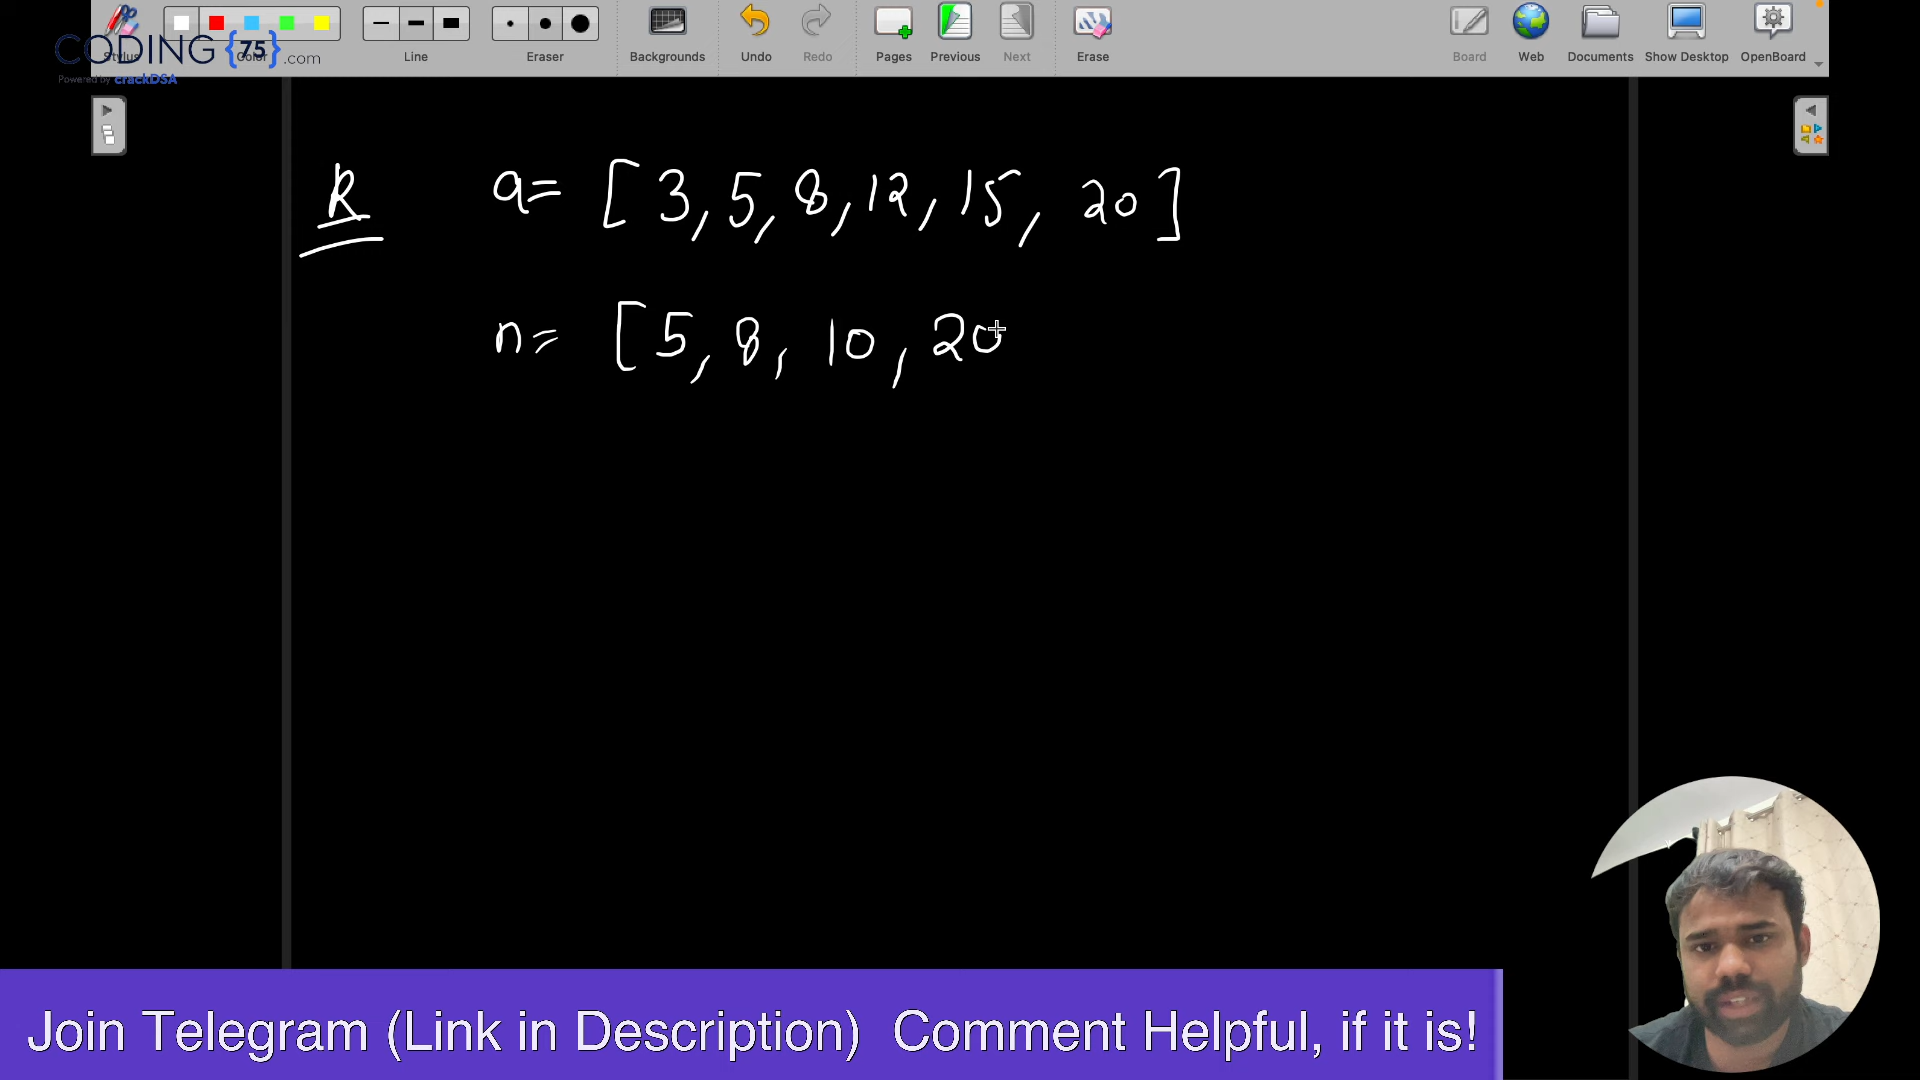 Stylus Color Line Eraser Backgrounds Undo Redo Pages Previous Next Erase Board Web Documents Show Desktop OpenBoard
CODING {75} .com
Powered by crackDSA
R a = [ 3, 5, 8, 12, 15, 20 ]
n = [ 5, 8, 10, 20
Join Telegram (Link in Description) Comment Helpful, if it is!